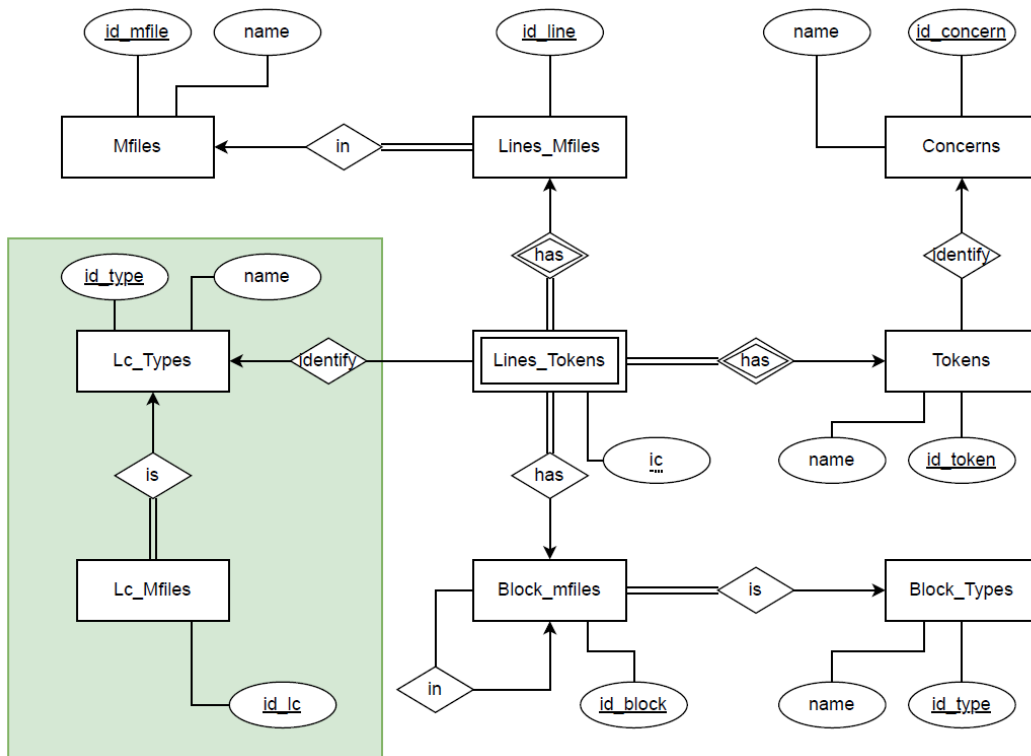 id_mfile
name
id_line
name
id_concern
Mfiles
in
Lines_Mfiles
Concerns
has
identify
id_type
name
Lc_Types
identify
Lines_Tokens
has
Tokens
is
has
ic
name
id_token
Lc_Mfiles
Block_mfiles
is
Block_Types
in
id_lc
id_block
name
id_type